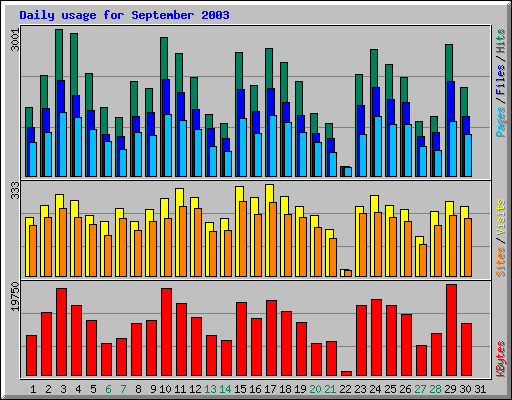 Daily usage for September 2003
3001
Pages / Files / Hits
333
Sites / Visits
19750
KBytes
1 2 3 4 5 6 7 8 9 10 11 12 13 14 15 16 17 18 19 20 21 22 23 24 25 26 27 28 29 30 31